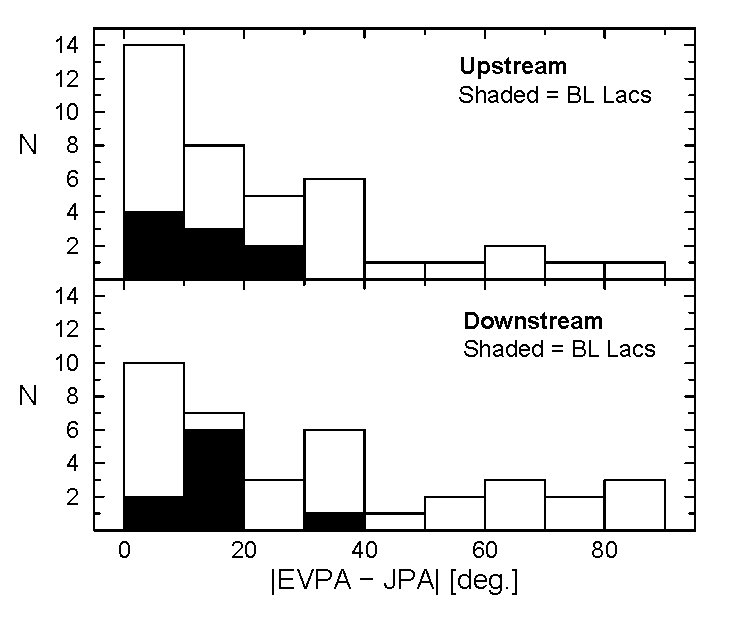 14
Upstream
12
Shaded = BL Lacs
10
N
8
6
4
2
14
Downstream
12
Shaded = BL Lacs
10
N
8
6
4
2
0 20 40 60 80
|EVPA − JPA| [deg.]